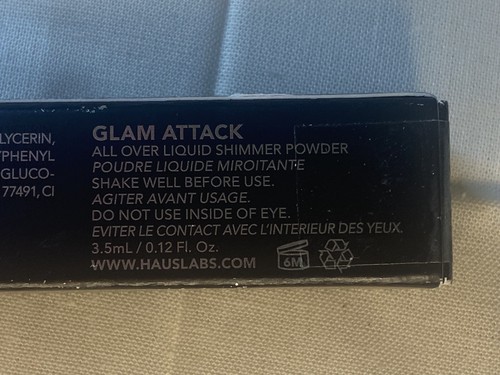 LYCERIN,
PHENYL
GLUCO-
77491, CI
GLAM ATTACK
ALL OVER LIQUID SHIMMER POWDER
POUDRE LIQUIDE MIROITANTE
SHAKE WELL BEFORE USE.
AGITER AVANT USAGE.
DO NOT USE INSIDE OF EYE.
EVITER LE CONTACT AVEC L'INTERIEUR DES YEUX.
3.5mL / 0.12 Fl. Oz.
WWW.HAUSLABS.COM
6M